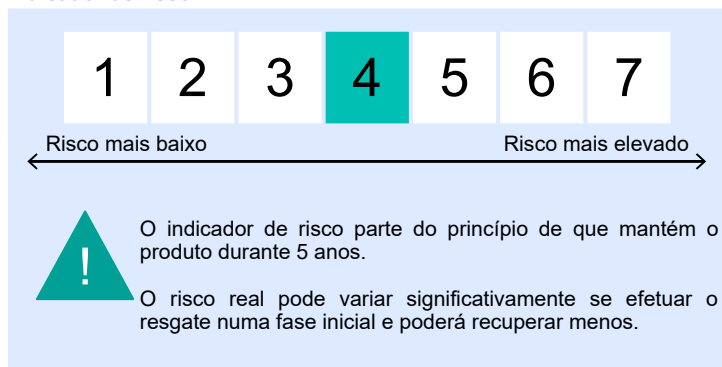 1 2 3 4 5 6 7
Risco mais baixo Risco mais elevado
! O indicador de risco parte do princípio de que mantém o
produto durante 5 anos.
O risco real pode variar significativamente se efetuar o
resgate numa fase inicial e poderá recuperar menos.